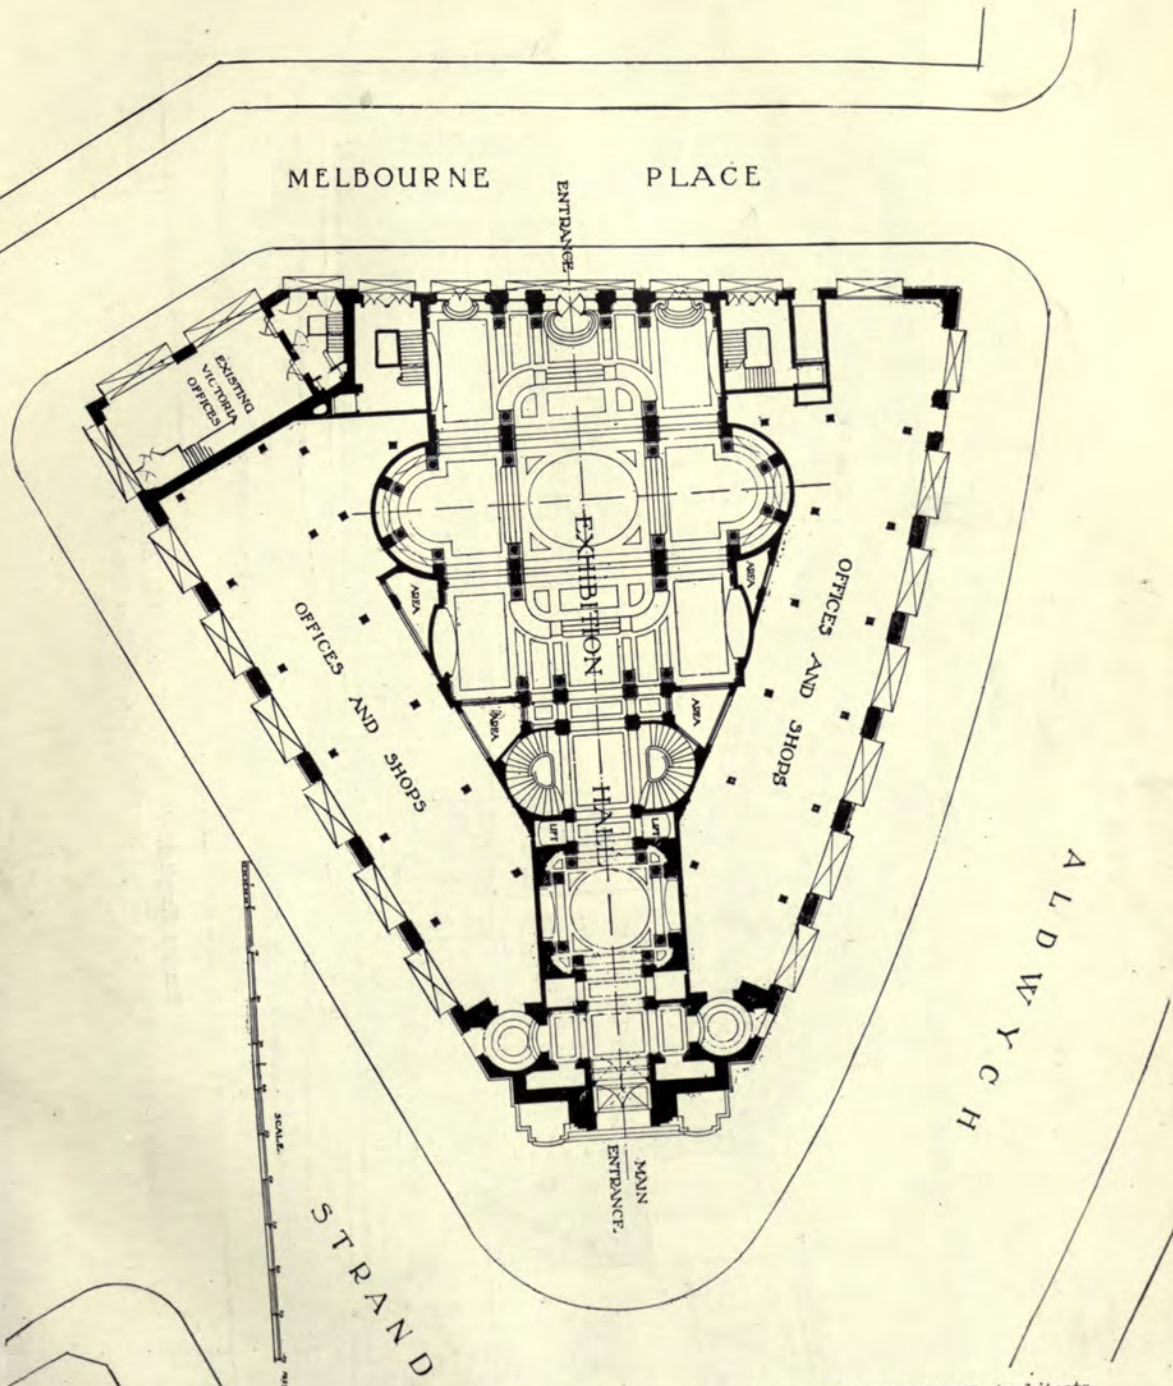 MELBOURNE PLACE
ENTRANCE
EXISTING
VICTORIA
OFFICES
EXHIBITION HALL
OFFICES AND SHOPS
OFFICES AND SHOPS
AREA
AREA
AREA
AREA
LIFT
LIFT
MAIN
ENTRANCE.
SCALE.
STRAND
ALDWYCH